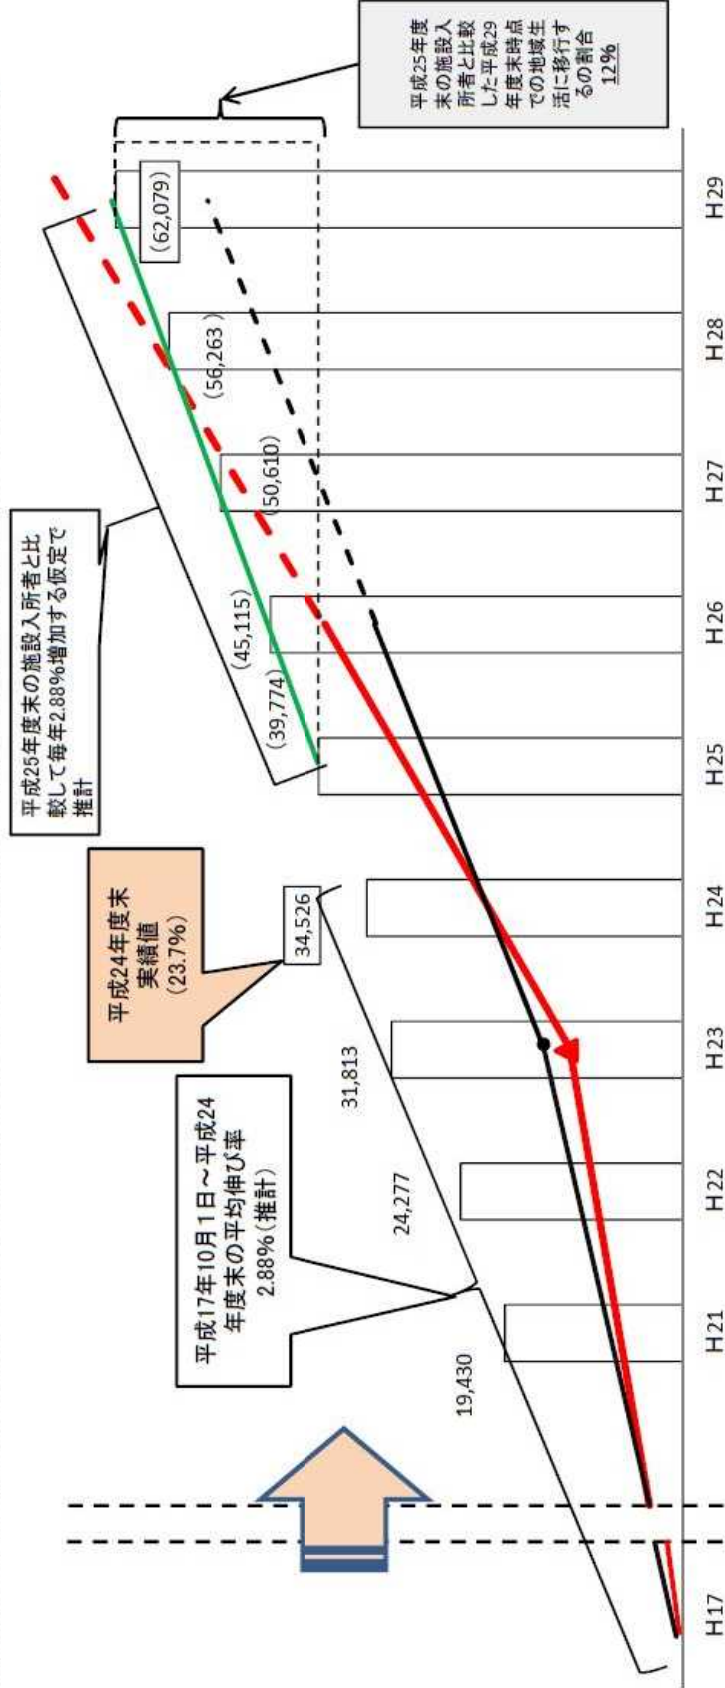 平成25年度末の施設入所者と比
較して毎年2.88%増加する仮定で
推計
平成24年度末
実績値
(23.7%)
平成17年10月1日～平成24
年度末の平均伸び率
2.88%(推計)
平成25年度
末の施設入
所者と比較
した平成29
年度末時点
での地域生
活に移行す
るの割合
12%
19,430
24,277
31,813
34,526
(39,774)
(45,115)
(50,610)
(56,263 )
(62,079)
H17
H21
H22
H23
H24
H25
H26
H27
H28
H29